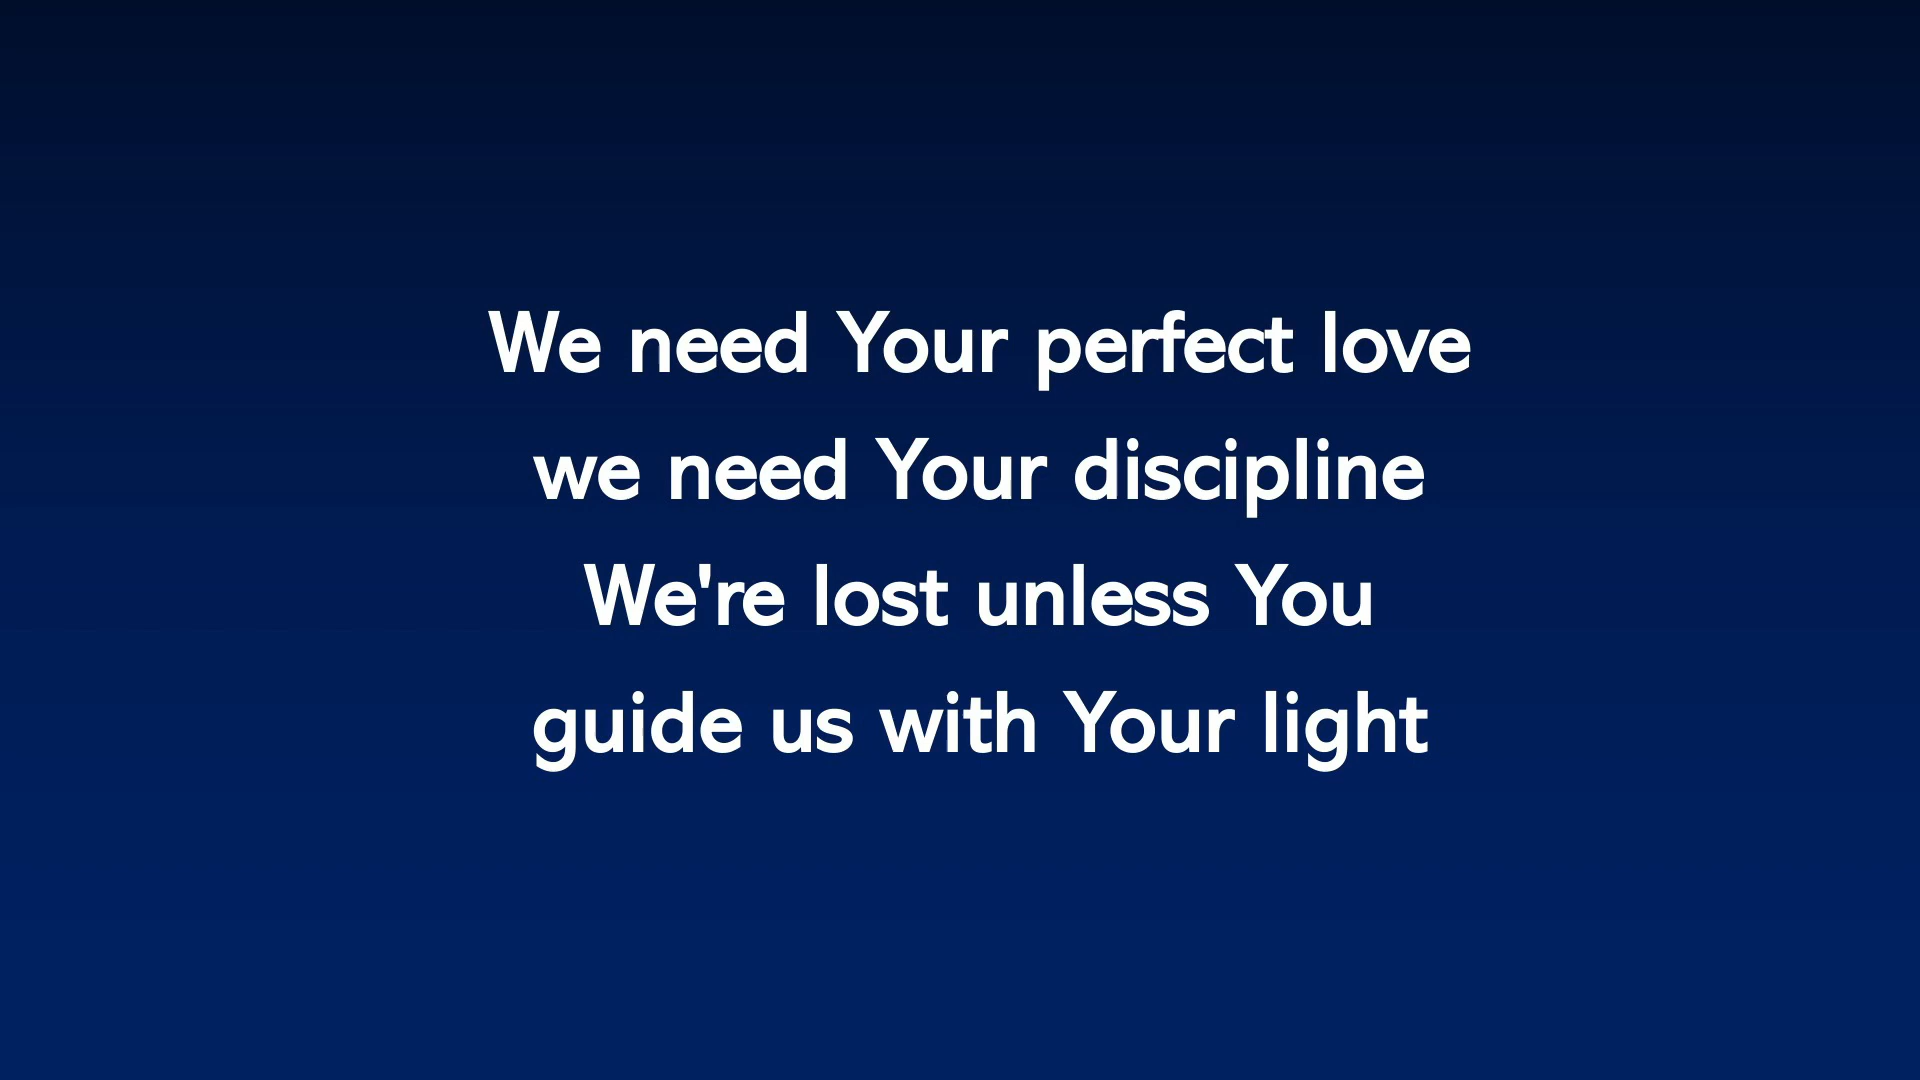 We need Your perfect love
we need Your discipline
We're lost unless You
guide us with Your light